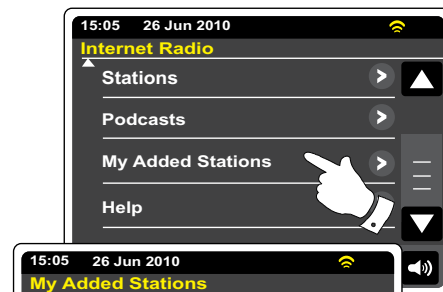 15:05 26 Jun 2010
Internet Radio
Stations
Podcasts
My Added Stations
Help
15:05 26 Jun 2010
My Added Stations